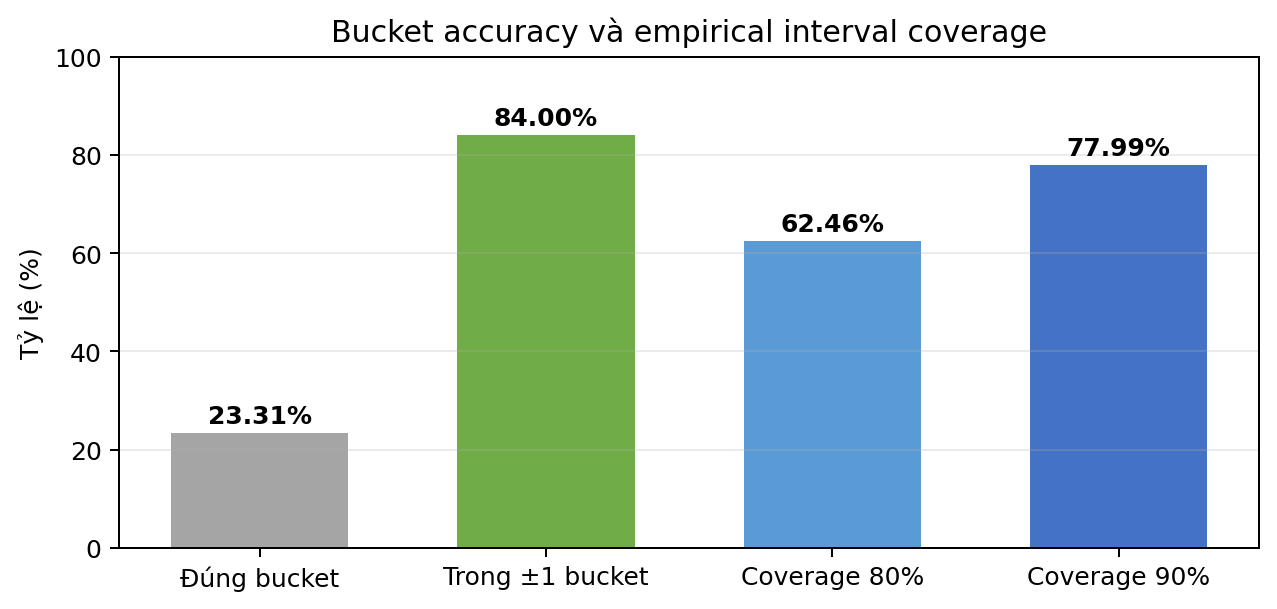 Bucket accuracy và empirical interval coverage
Tỷ lệ (%)
100
80
60
40
20
0
23.31%
84.00%
62.46%
77.99%
Đúng bucket
Trong ±1 bucket
Coverage 80%
Coverage 90%